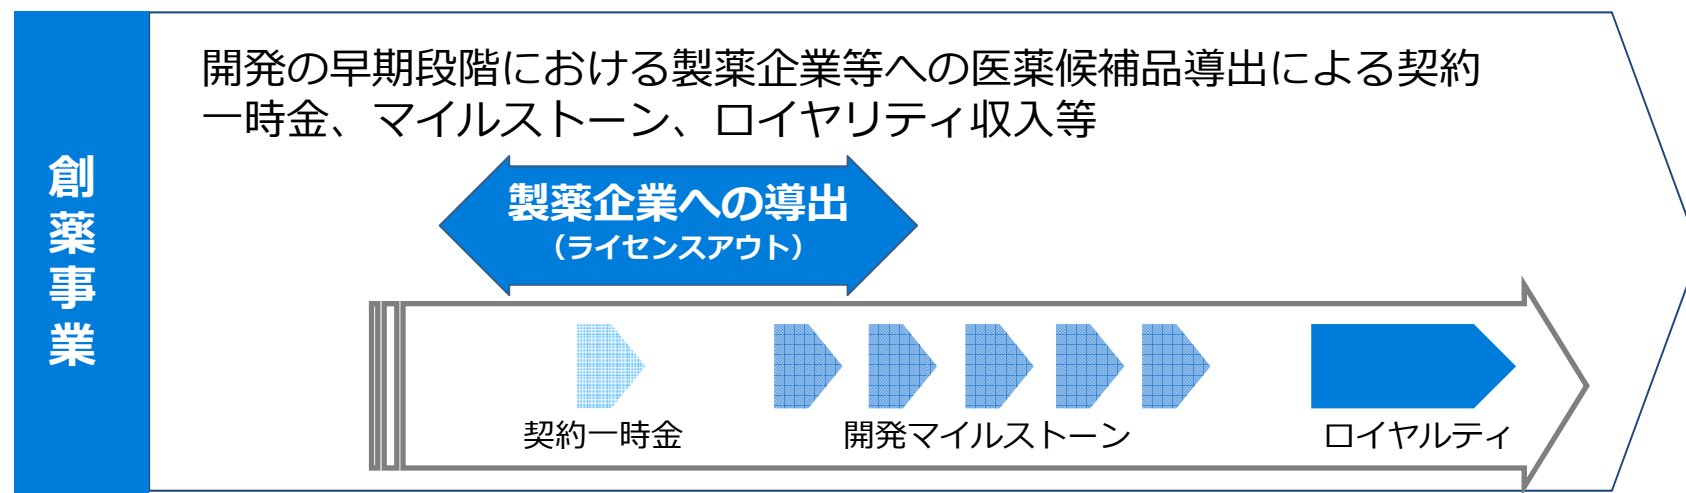 創薬事業
開発の早期段階における製薬企業等への医薬候補品導出による契約
一時金、マイルストーン、ロイヤリティ収入等
製薬企業への導出
（ライセンスアウト）
契約一時金
開発マイルストーン
ロイヤルティ